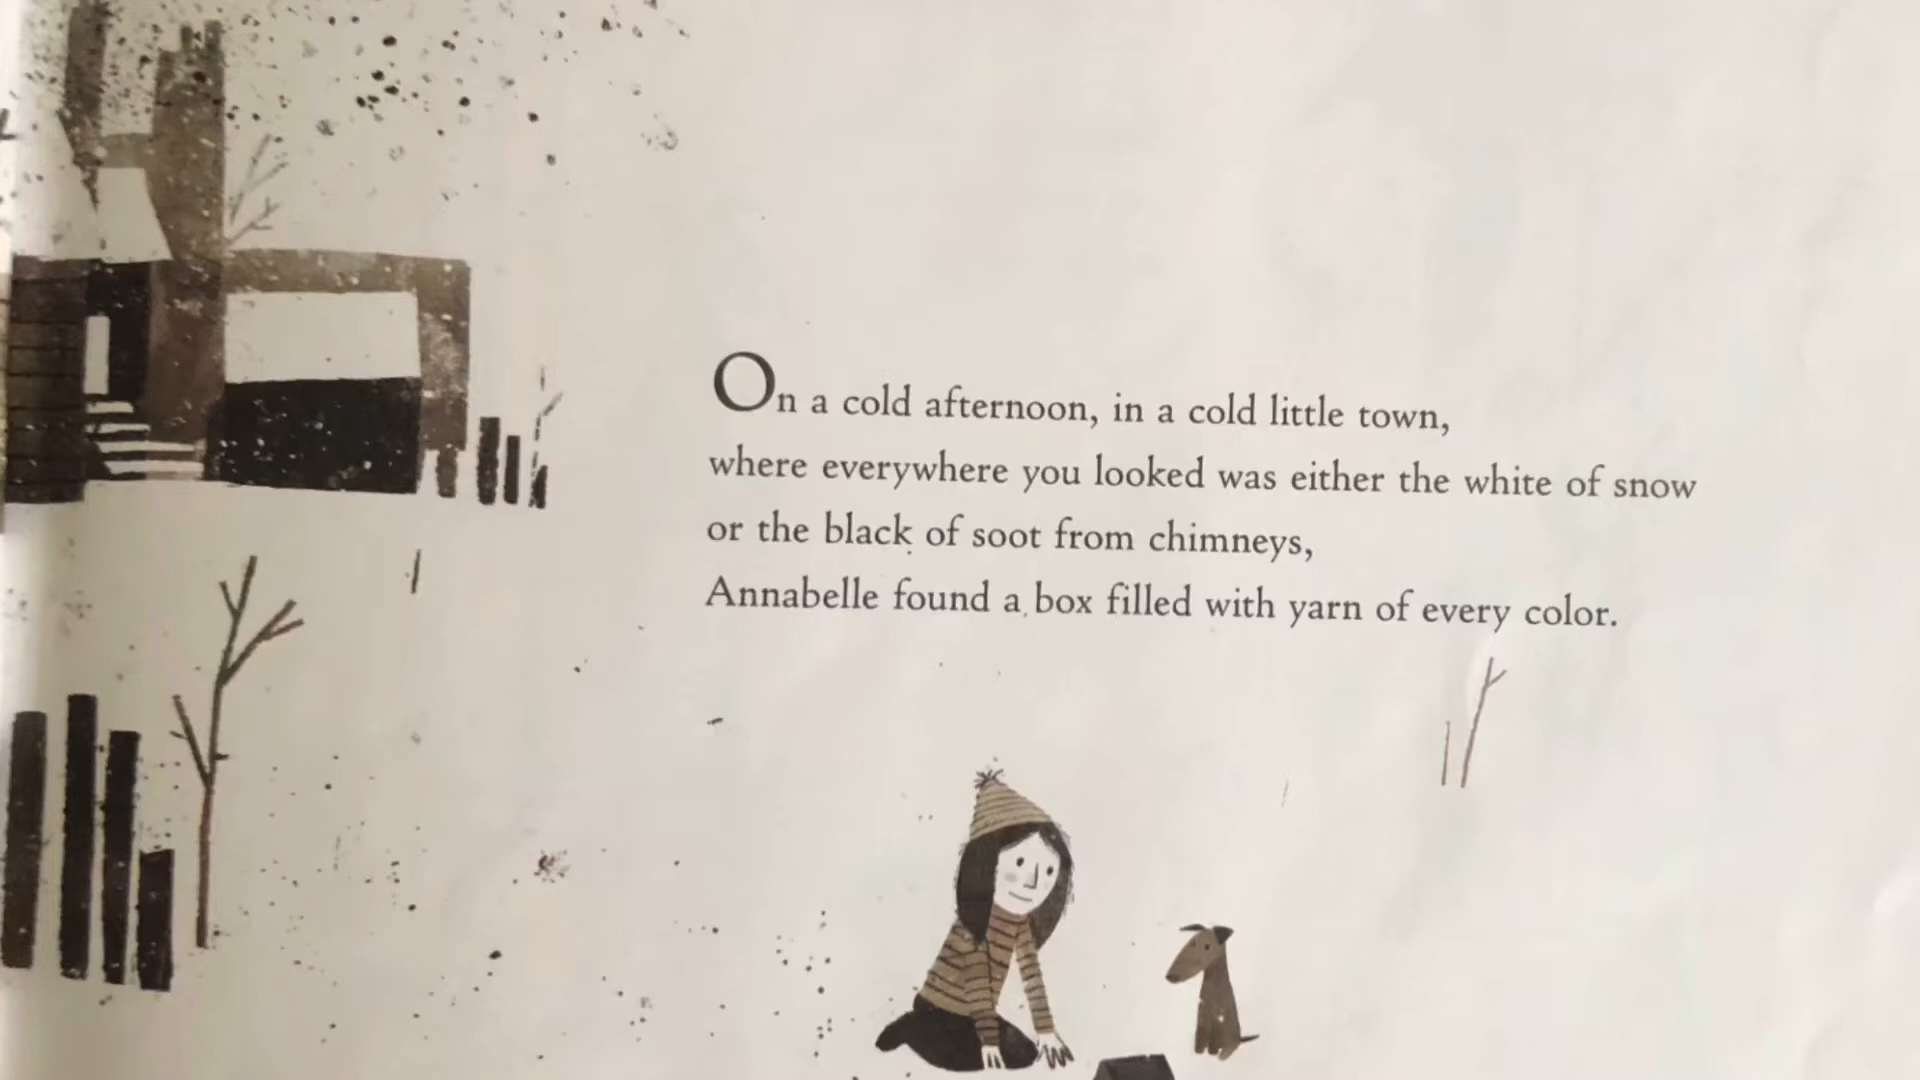 On a cold afternoon, in a cold little town,
where everywhere you looked was either the white of snow
or the black of soot from chimneys,
Annabelle found a box filled with yarn of every color.